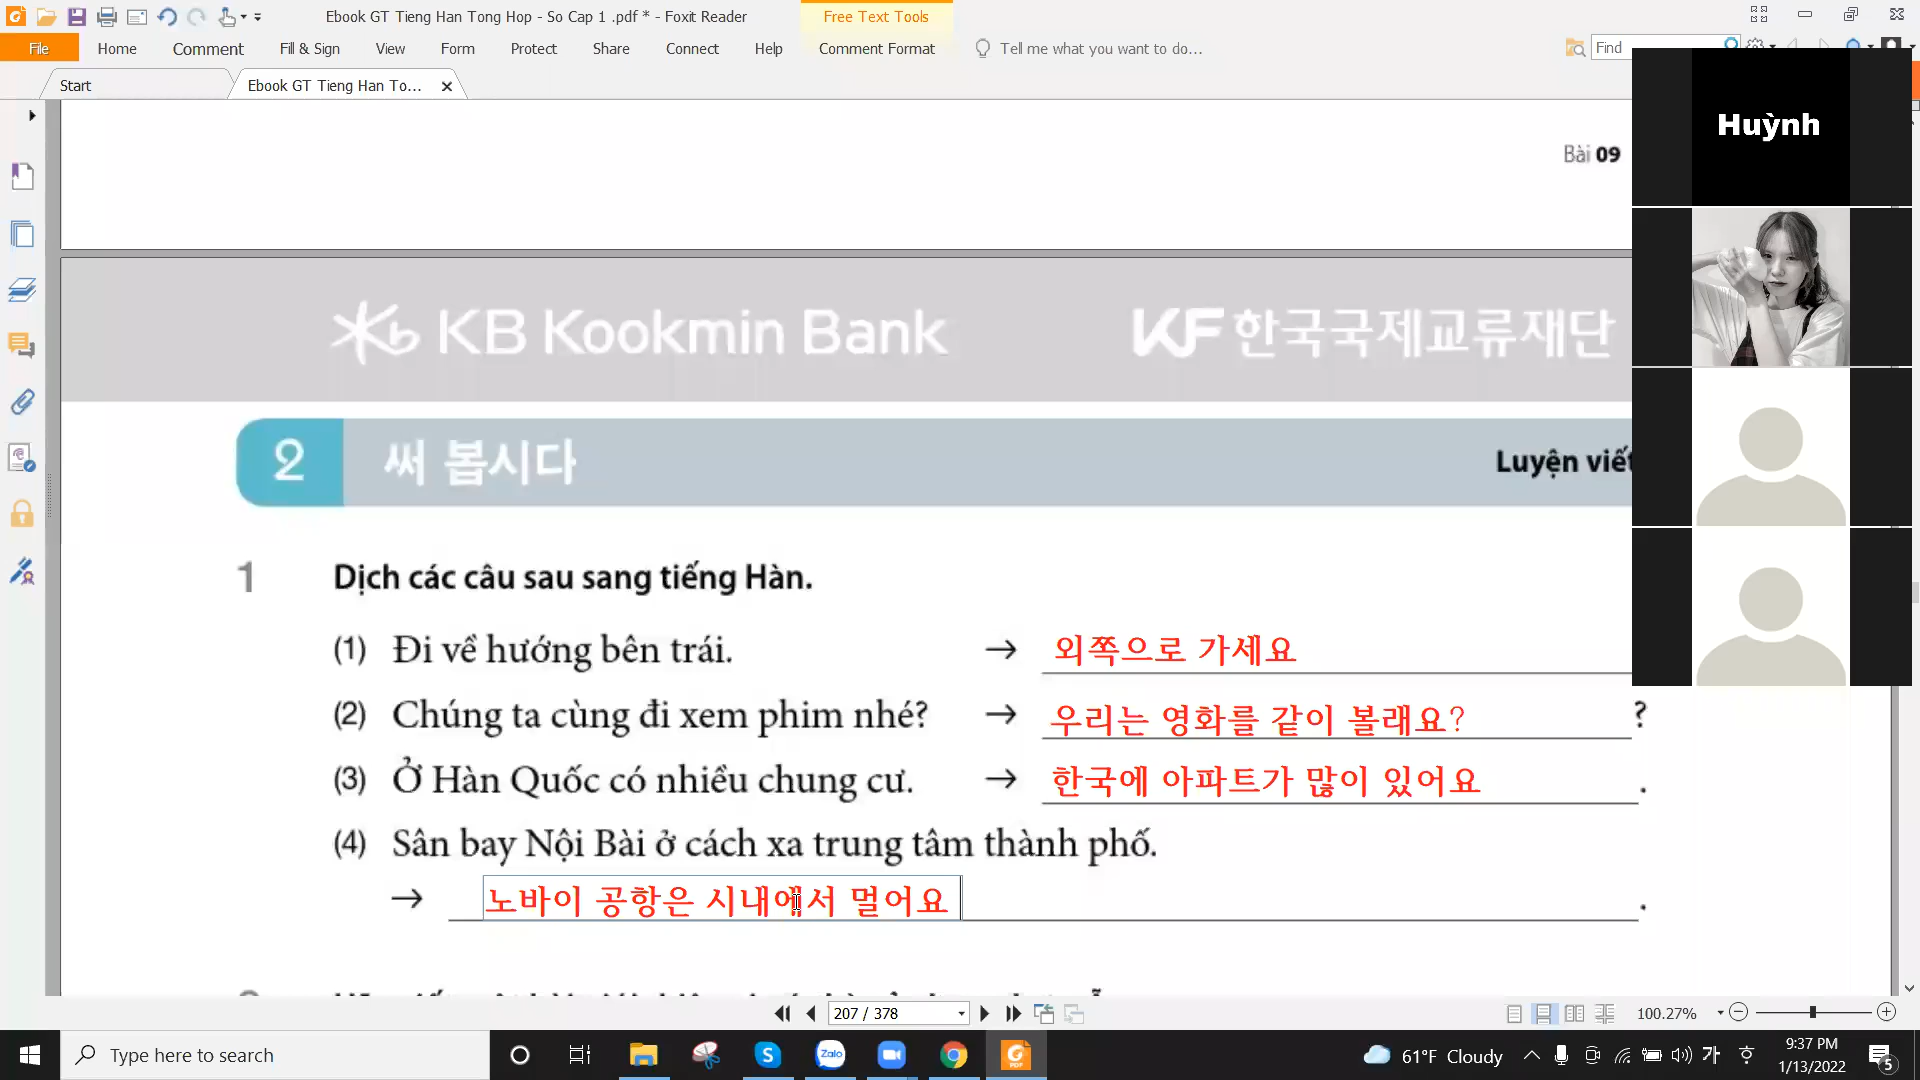 Ebook GT Tieng Han Tong Hop - So Cap 1 .pdf * - Foxit Reader
Free Text Tools
File
Home
Comment
Fill & Sign
View
Form
Protect
Share
Connect
Help
Comment Format
Tell me what you want to do...
Find
Start
Ebook GT Tieng Han To...
Huỳnh
Bài 09
KB Kookmin Bank
KF 한국국제교류재단
2 써 봅시다
Luyện viết
1 Dịch các câu sau sang tiếng Hàn.
(1) Đi về hướng bên trái. → 외쪽으로 가세요
(2) Chúng ta cùng đi xem phim nhé? → 우리는 영화를 같이 볼래요? ?
(3) Ở Hàn Quốc có nhiều chung cư. → 한국에 아파트가 많이 있어요 .
(4) Sân bay Nội Bài ở cách xa trung tâm thành phố.
→ 노바이 공항은 시내에서 멀어요 .
207 / 378
100.27%
Type here to search
Zalo
61°F Cloudy
가
9:37 PM
1/13/2022
5